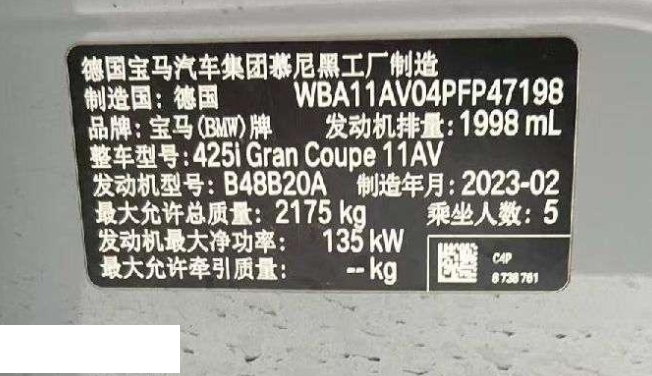 德国宝马汽车集团慕尼黑工厂制造
制造国: 德国 WBA11AV04PFP47198
品牌: 宝马(BMW)牌 发动机排量: 1998 mL
整车型号: 425i Gran Coupe 11AV
发动机型号: B48B20A 制造年月: 2023-02
最大允许总质量: 2175 kg 乘坐人数: 5
发动机最大净功率: 135 kW
最大允许牵引质量: -- kg
C4P
8 738 761